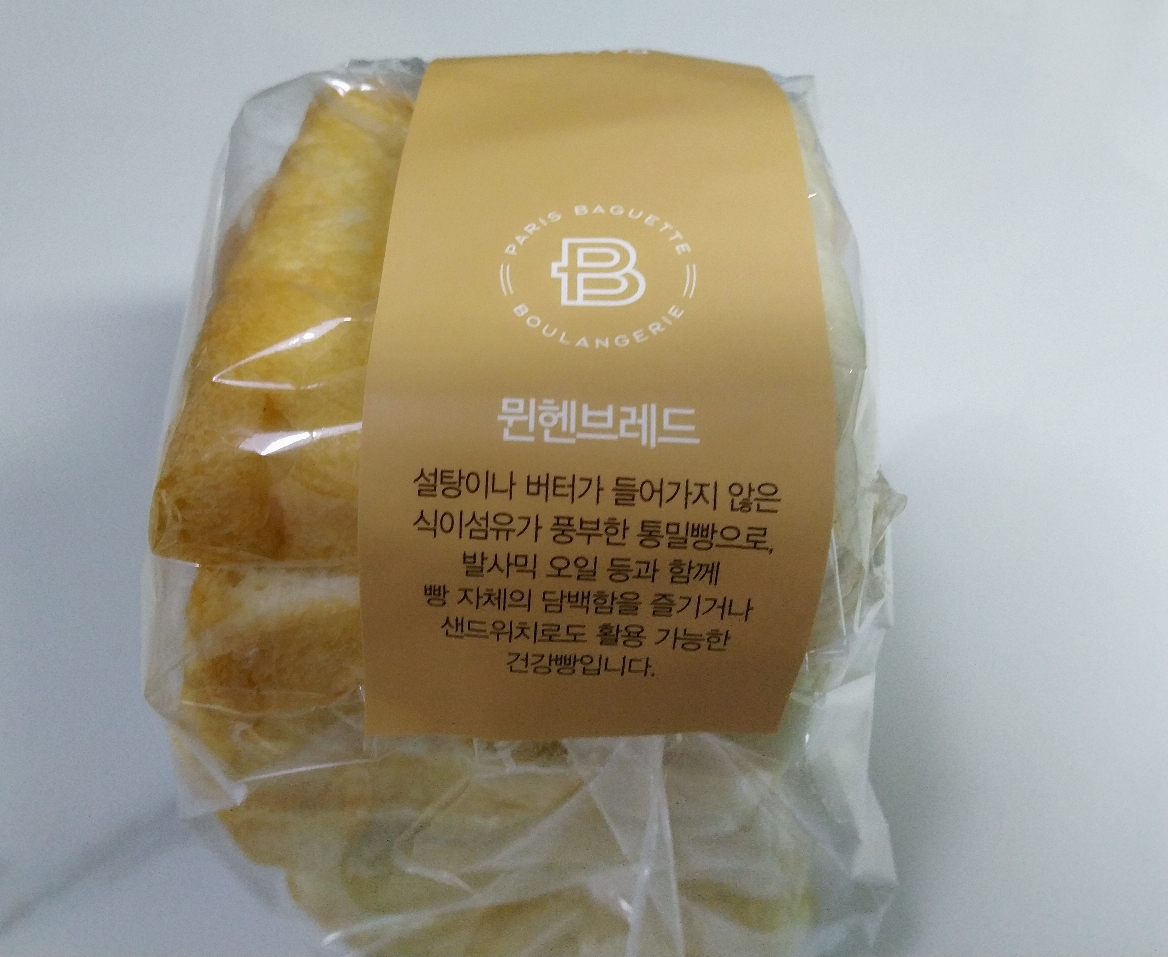 PARIS BAGUETTE
B
BOULANGERIE
뮌헨브레드
설탕이나 버터가 들어가지 않은
식이섬유가 풍부한 통밀빵으로,
발사믹 오일 등과 함께
빵 자체의 담백함을 즐기거나
샌드위치로도 활용 가능한
건강빵입니다.